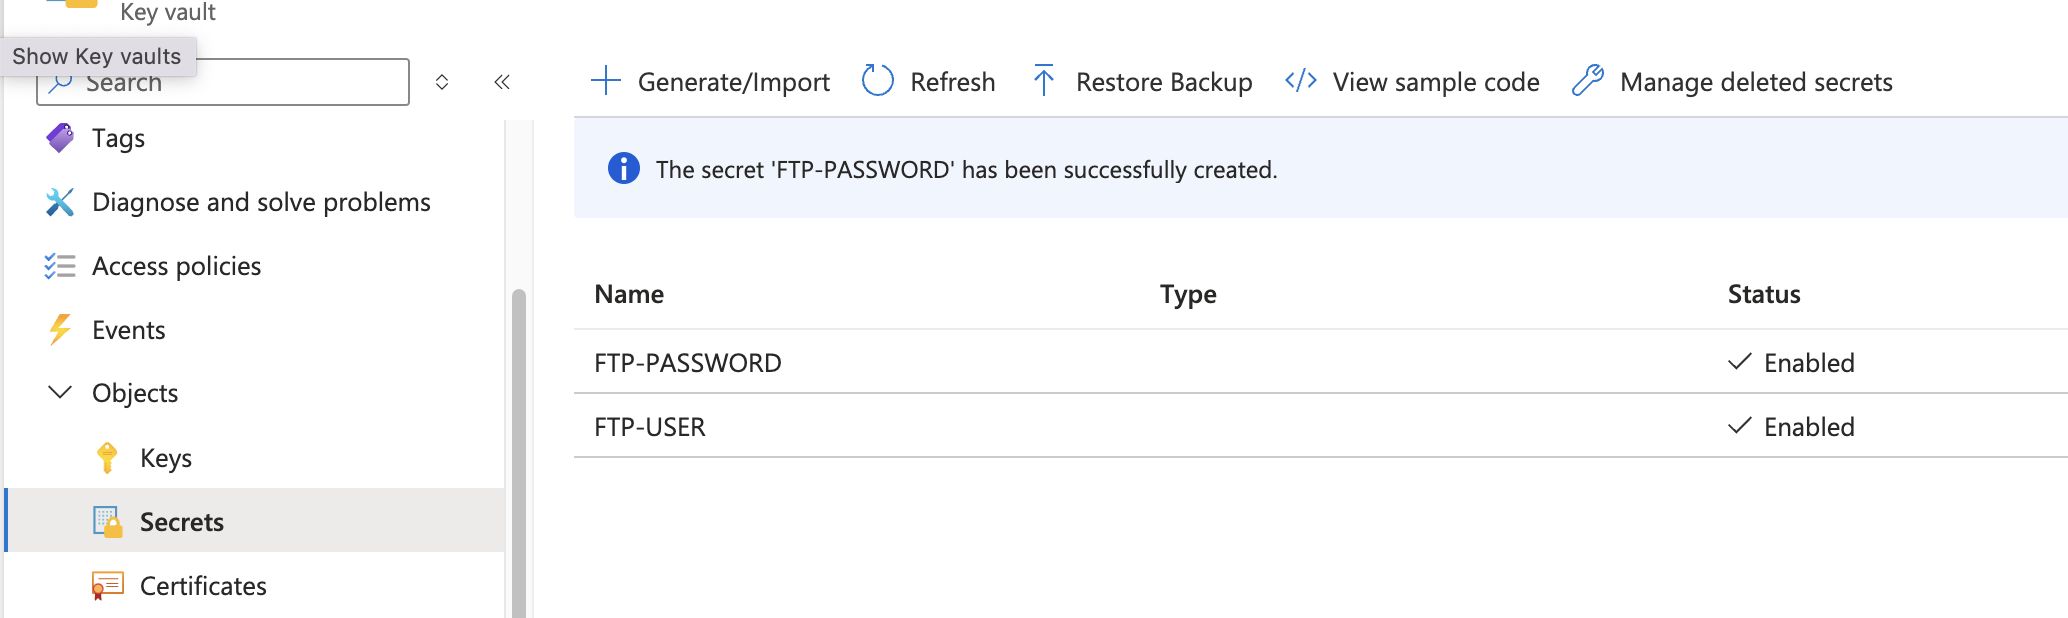 Key vault
Show Key vaults
Search
Generate/Import Refresh Restore Backup View sample code Manage deleted secrets
Tags
Diagnose and solve problems
Access policies
Events
Objects
Keys
Secrets
Certificates
The secret 'FTP-PASSWORD' has been successfully created.
Name Type Status
FTP-PASSWORD Enabled
FTP-USER Enabled